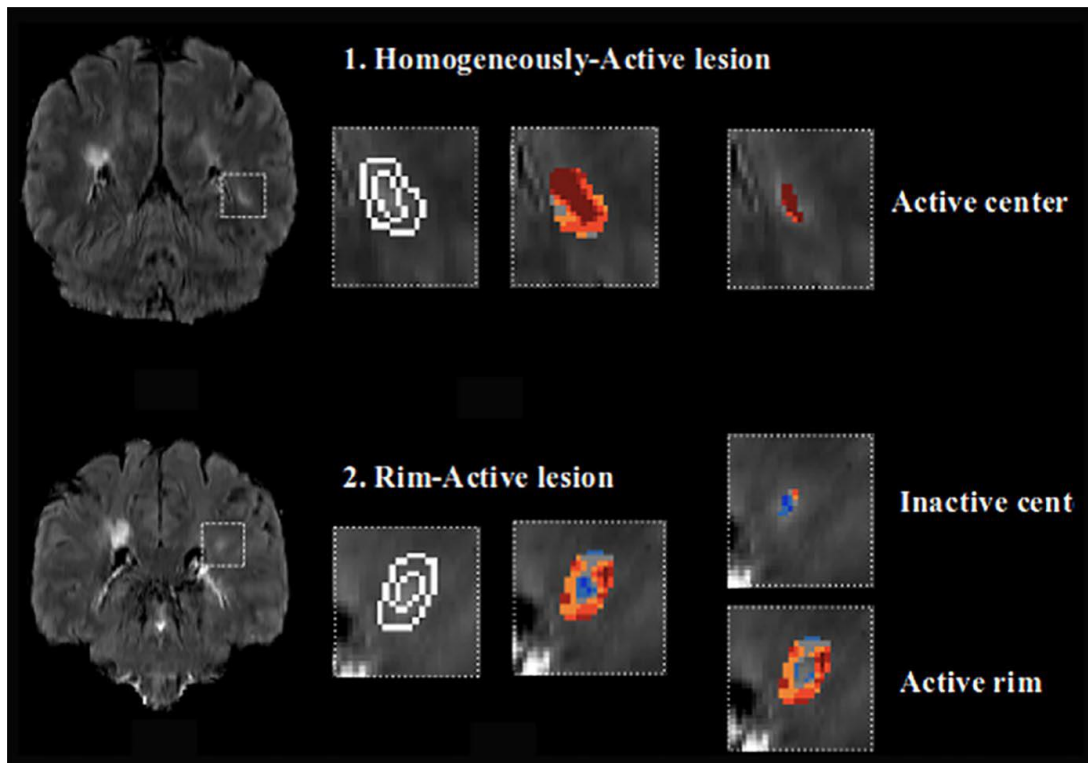 1. Homogeneously-Active lesion
Active center
2. Rim-Active lesion
Inactive cent
Active rim